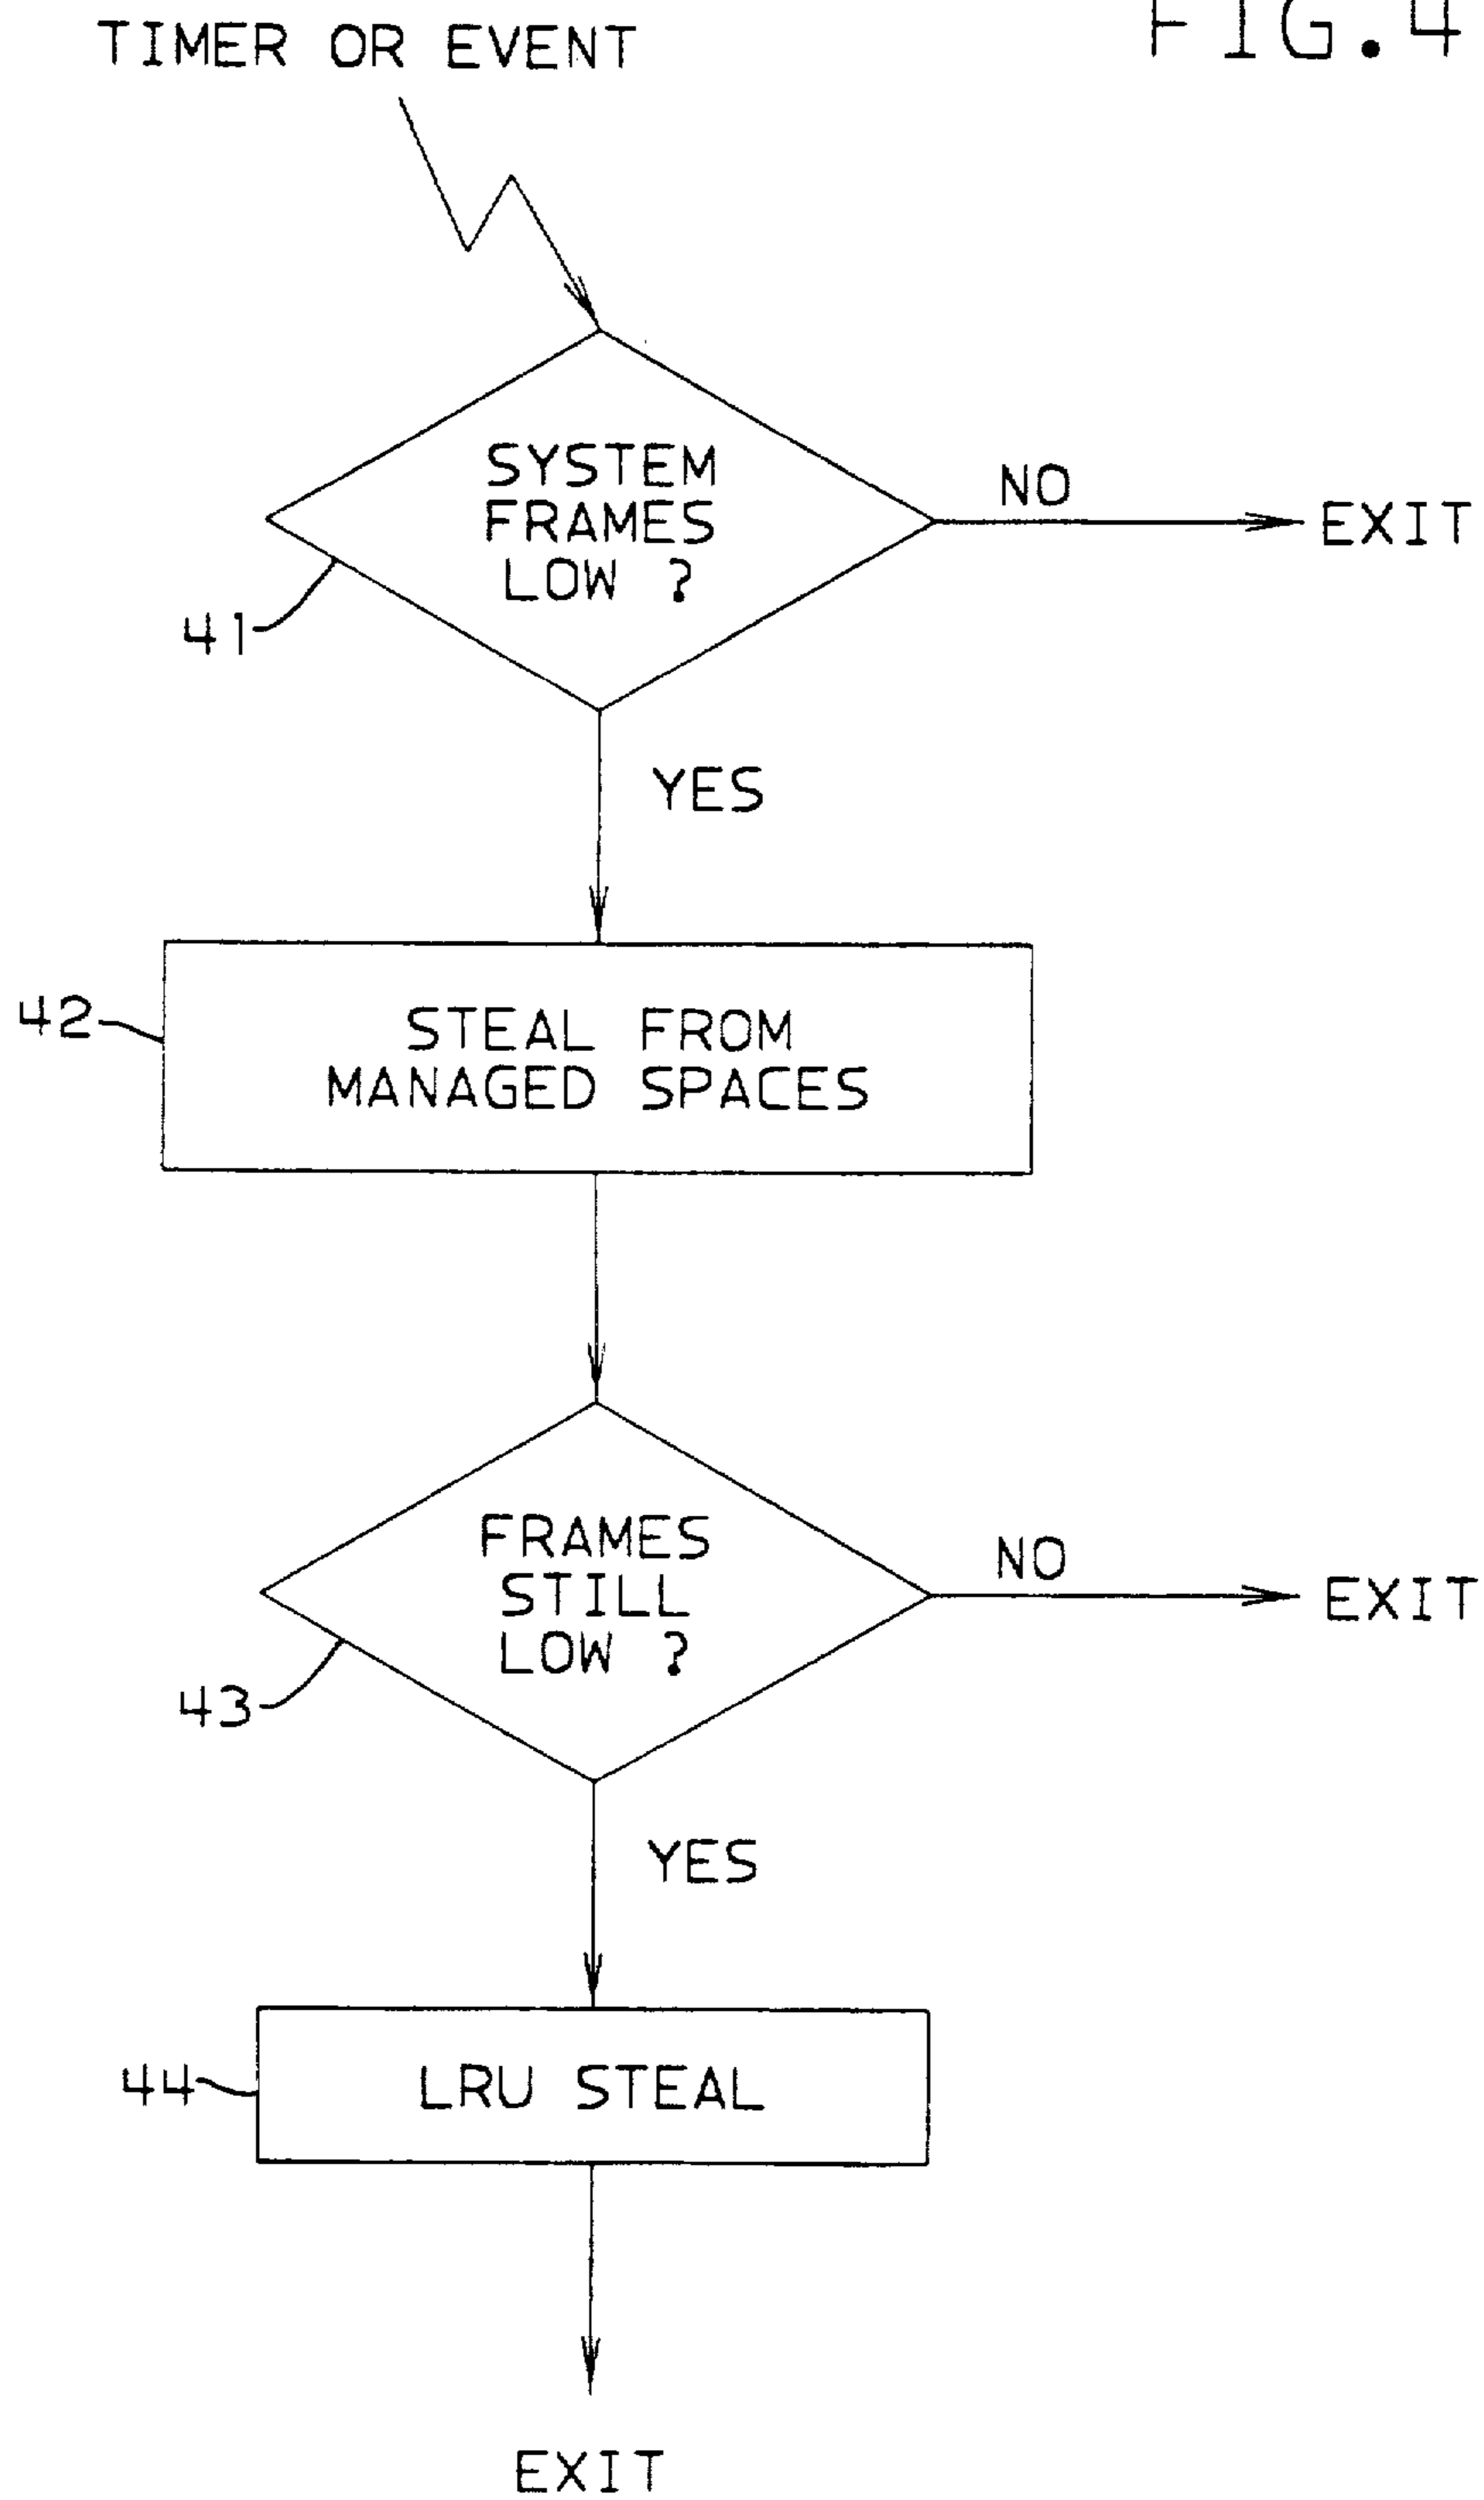 TIMER OR EVENT
FIG.4
SYSTEM
FRAMES
LOW ?
NO
EXIT
41
YES
42
STEAL FROM
MANAGED SPACES
FRAMES
STILL
LOW ?
NO
EXIT
43
YES
44
LRU STEAL
EXIT